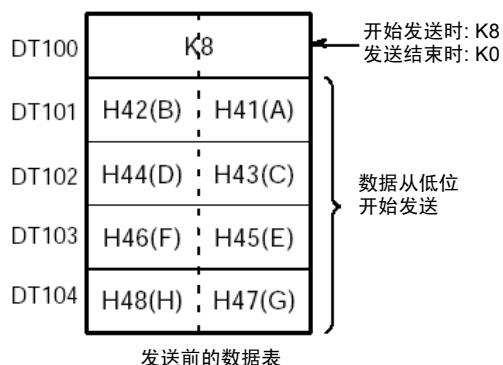 DT100 K8 开始发送时: K8
发送结束时: K0
DT101 H42(B) H41(A)
DT102 H44(D) H43(C)
数据从低位
开始发送
DT103 H46(F) H45(E)
DT104 H48(H) H47(G)
发送前的数据表